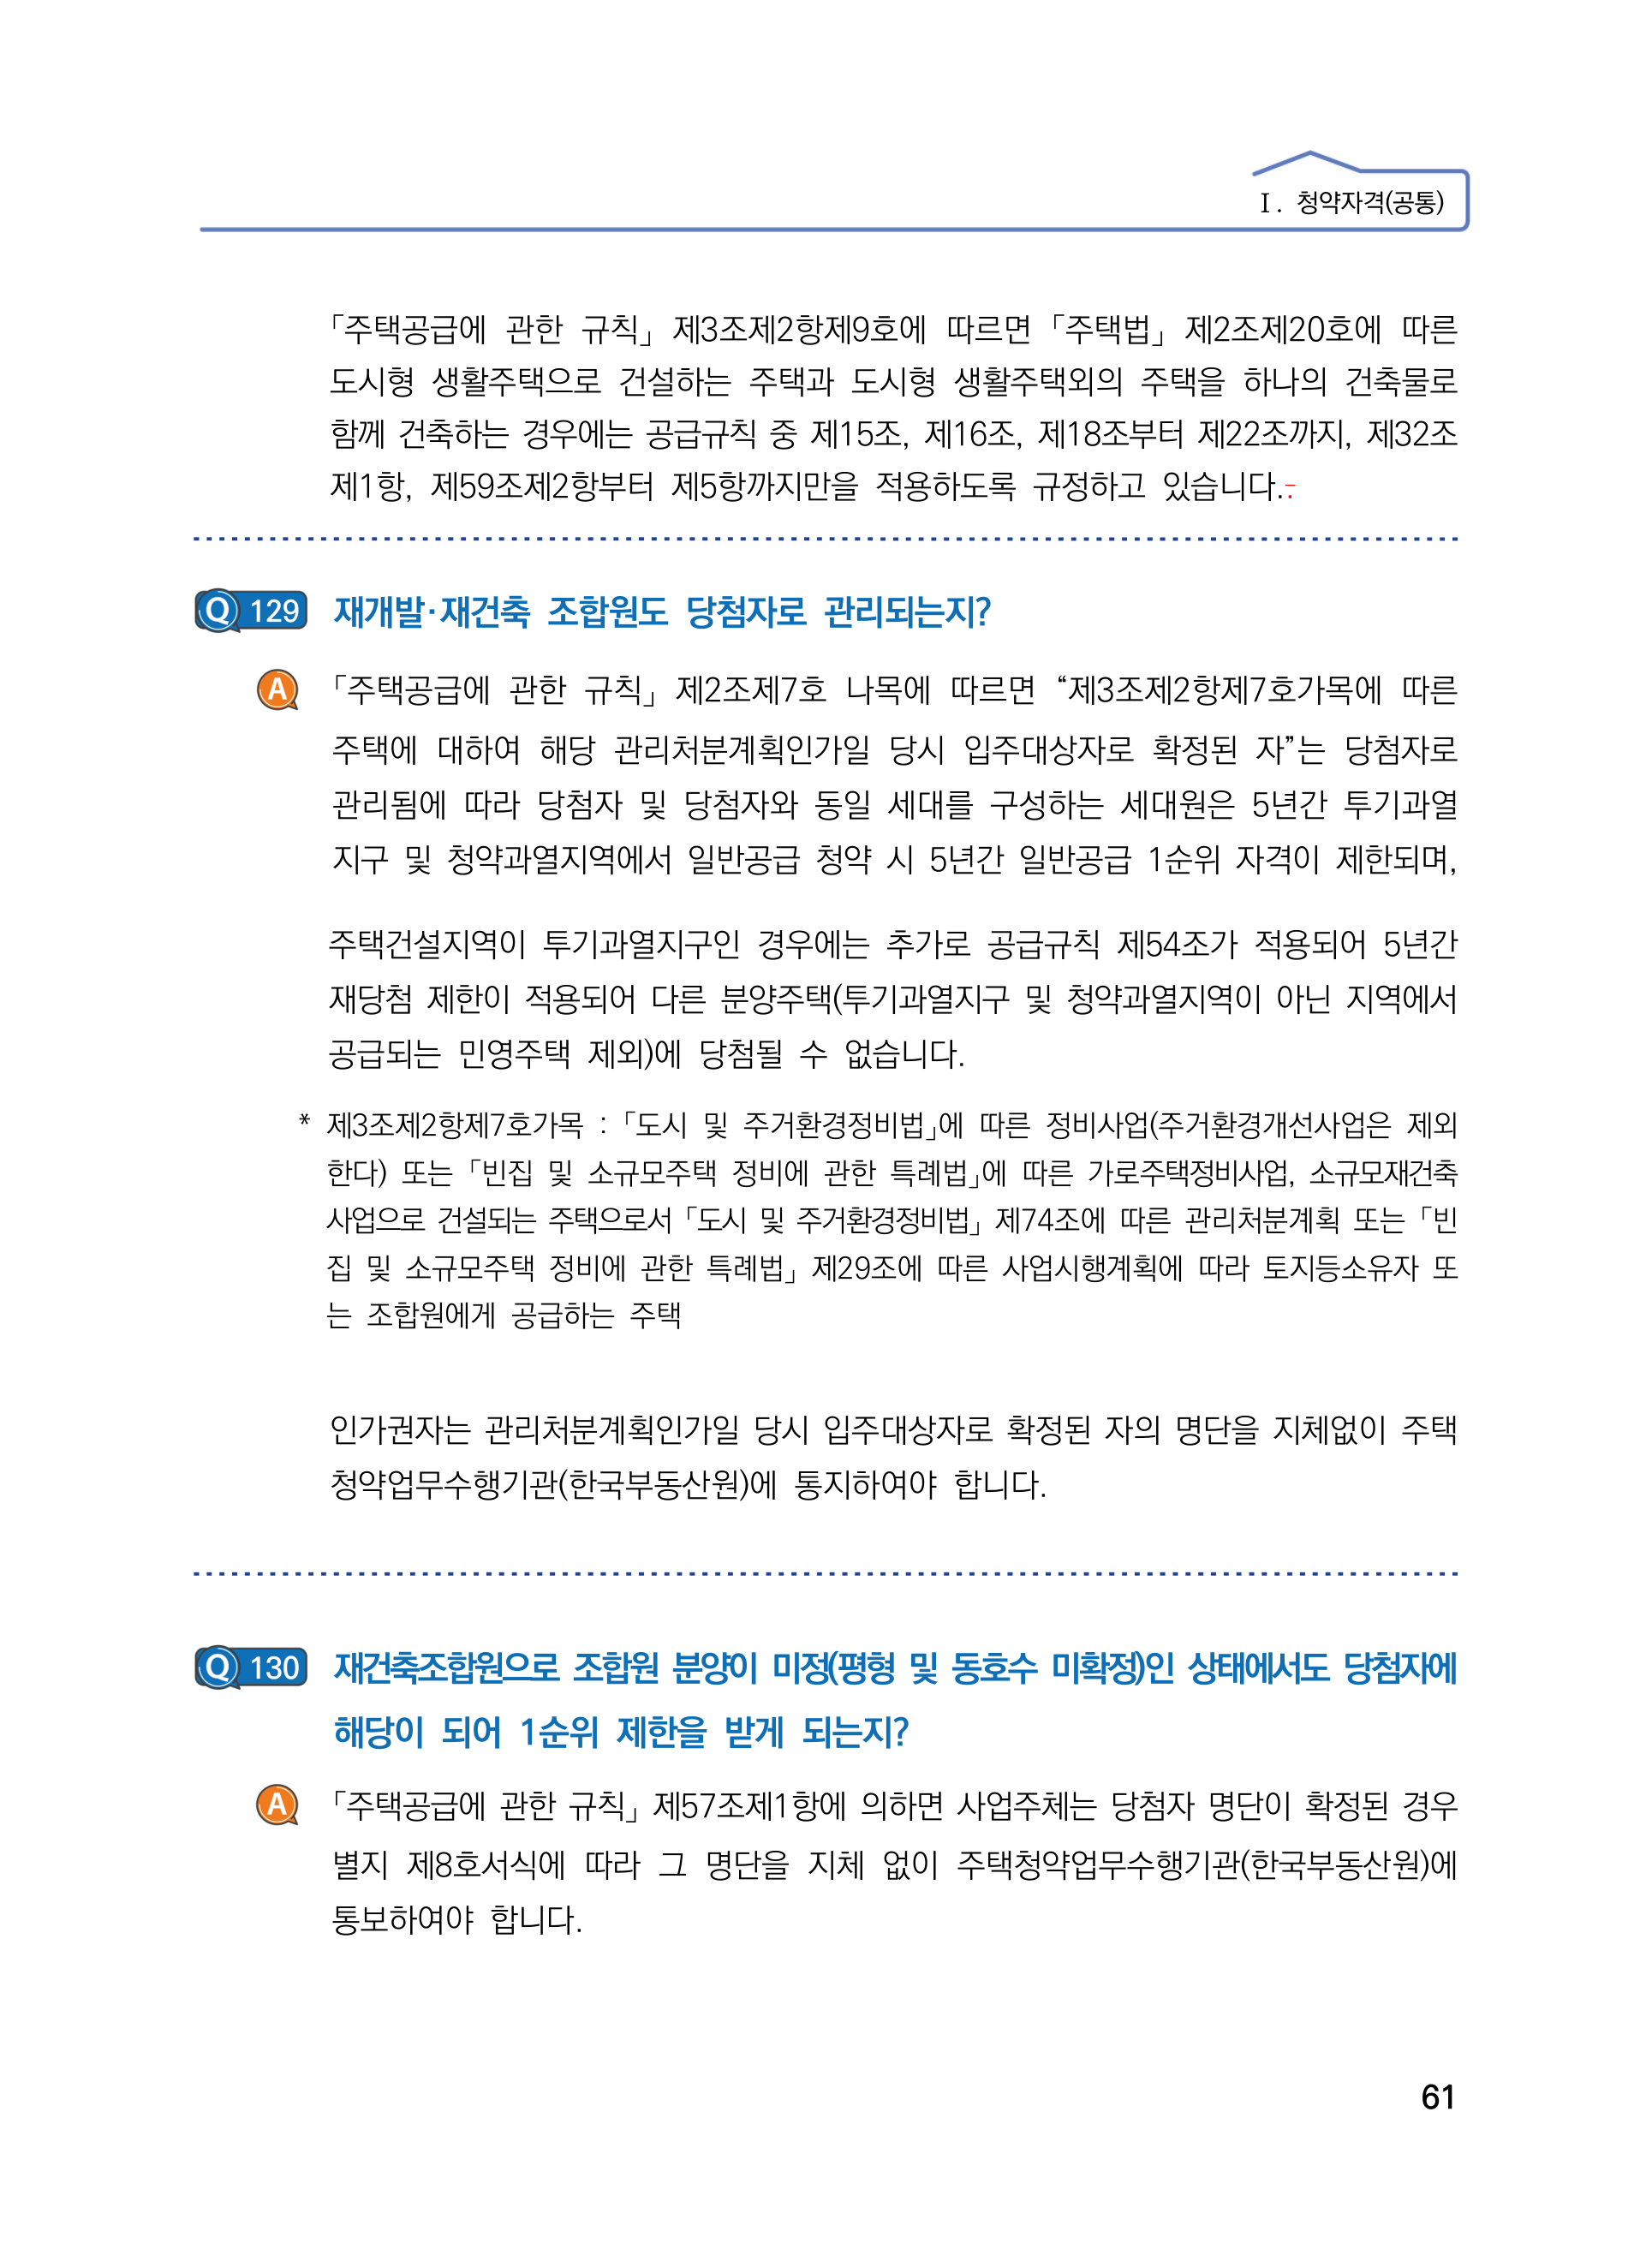 Ⅰ. 청약자격(공통)
「주택공급에 관한 규칙」 제3조제2항제9호에 따르면 「주택법」 제2조제20호에 따른
도시형 생활주택으로 건설하는 주택과 도시형 생활주택외의 주택을 하나의 건축물로
함께 건축하는 경우에는 공급규칙 중 제15조, 제16조, 제18조부터 제22조까지, 제32조
제1항, 제59조제2항부터 제5항까지만을 적용하도록 규정하고 있습니다..
Q 129 재개발·재건축 조합원도 당첨자로 관리되는지?
A 「주택공급에 관한 규칙」 제2조제7호 나목에 따르면 “제3조제2항제7호가목에 따른
주택에 대하여 해당 관리처분계획인가일 당시 입주대상자로 확정된 자”는 당첨자로
관리됨에 따라 당첨자 및 당첨자와 동일 세대를 구성하는 세대원은 5년간 투기과열
지구 및 청약과열지역에서 일반공급 청약 시 5년간 일반공급 1순위 자격이 제한되며,
주택건설지역이 투기과열지구인 경우에는 추가로 공급규칙 제54조가 적용되어 5년간
재당첨 제한이 적용되어 다른 분양주택(투기과열지구 및 청약과열지역이 아닌 지역에서
공급되는 민영주택 제외)에 당첨될 수 없습니다.
* 제3조제2항제7호가목 : 「도시 및 주거환경정비법」에 따른 정비사업(주거환경개선사업은 제외
한다) 또는 「빈집 및 소규모주택 정비에 관한 특례법」에 따른 가로주택정비사업, 소규모재건축
사업으로 건설되는 주택으로서 「도시 및 주거환경정비법」 제74조에 따른 관리처분계획 또는 「빈
집 및 소규모주택 정비에 관한 특례법」 제29조에 따른 사업시행계획에 따라 토지등소유자 또
는 조합원에게 공급하는 주택
인가권자는 관리처분계획인가일 당시 입주대상자로 확정된 자의 명단을 지체없이 주택
청약업무수행기관(한국부동산원)에 통지하여야 합니다.
Q 130 재건축조합원으로 조합원 분양이 미정(평형 및 동호수 미확정)인 상태에서도 당첨자에
해당이 되어 1순위 제한을 받게 되는지?
A 「주택공급에 관한 규칙」 제57조제1항에 의하면 사업주체는 당첨자 명단이 확정된 경우
별지 제8호서식에 따라 그 명단을 지체 없이 주택청약업무수행기관(한국부동산원)에
통보하여야 합니다.
61